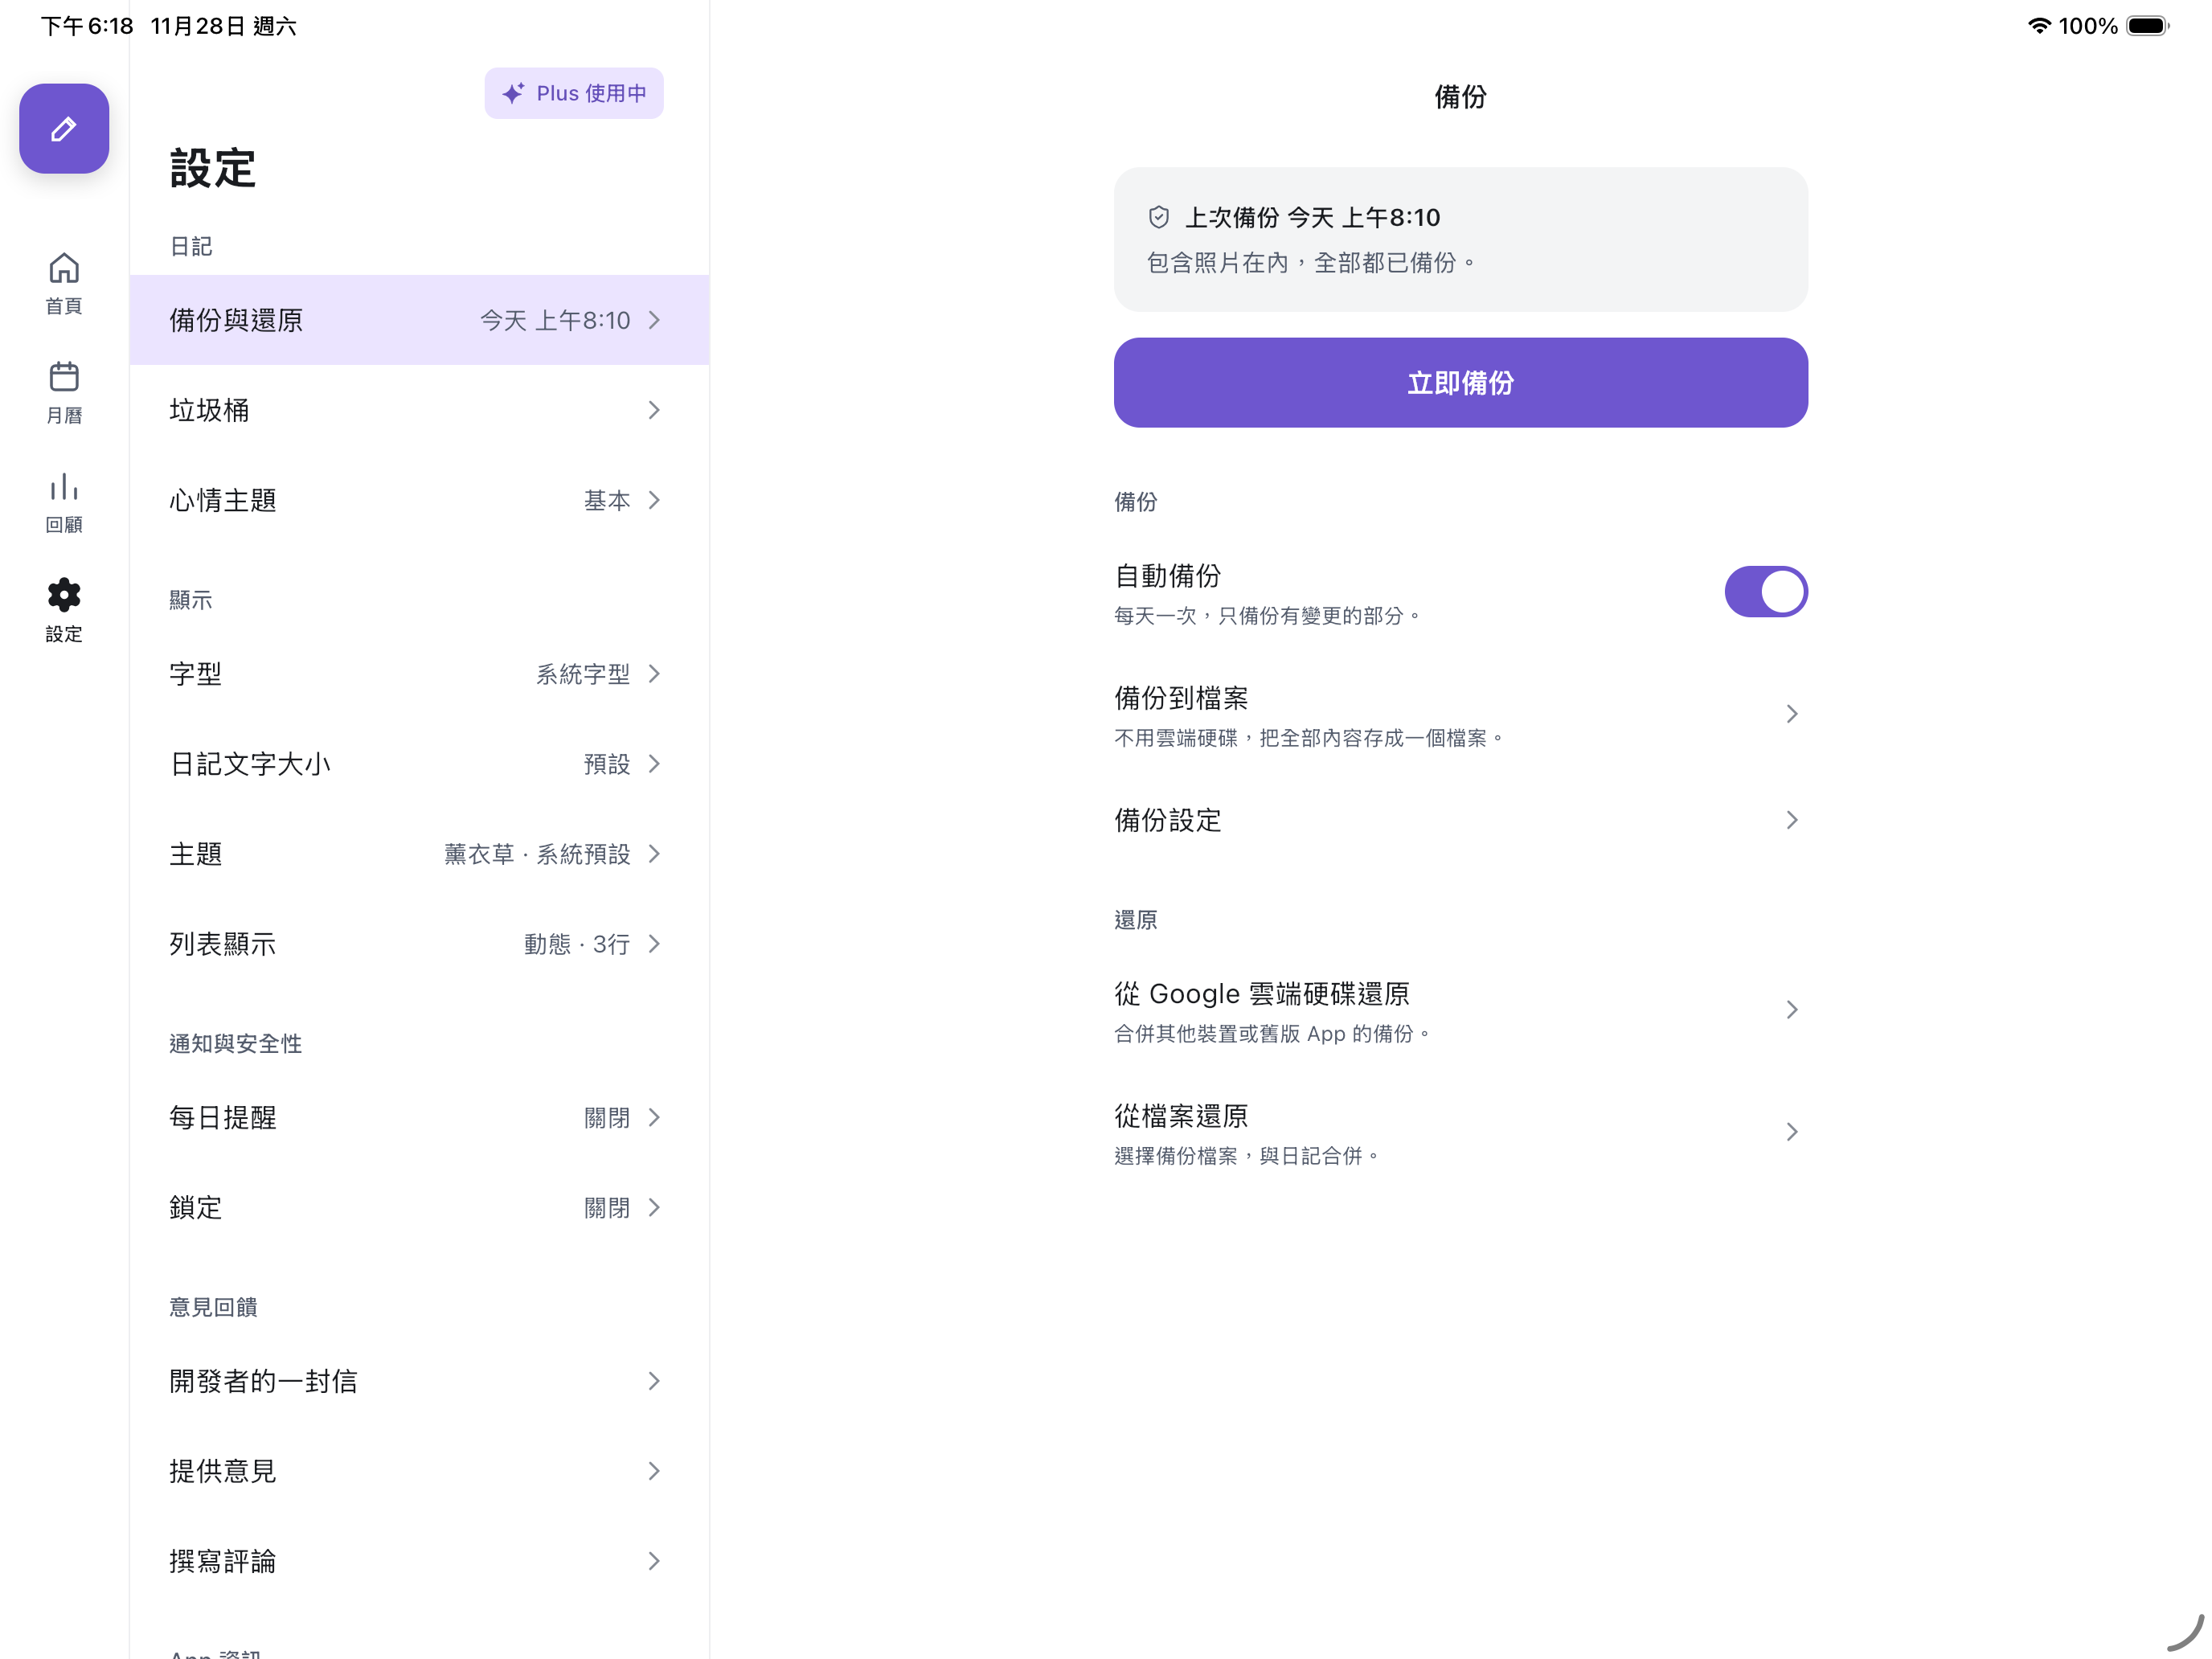 下午6:18 11月28日 週六
100%
首頁
月曆
回顧
設定
Plus 使用中
設定
日記
備份與還原 今天 上午8:10
垃圾桶
心情主題 基本
顯示
字型 系統字型
日記文字大小 預設
主題 薰衣草 · 系統預設
列表顯示 動態 · 3行
通知與安全性
每日提醒 關閉
鎖定 關閉
意見回饋
開發者的一封信
提供意見
撰寫評論
App 資訊
備份
上次備份 今天 上午8:10
包含照片在內，全部都已備份。
立即備份
備份
自動備份
每天一次，只備份有變更的部分。
備份到檔案
不用雲端硬碟，把全部內容存成一個檔案。
備份設定
還原
從 Google 雲端硬碟還原
合併其他裝置或舊版 App 的備份。
從檔案還原
選擇備份檔案，與日記合併。